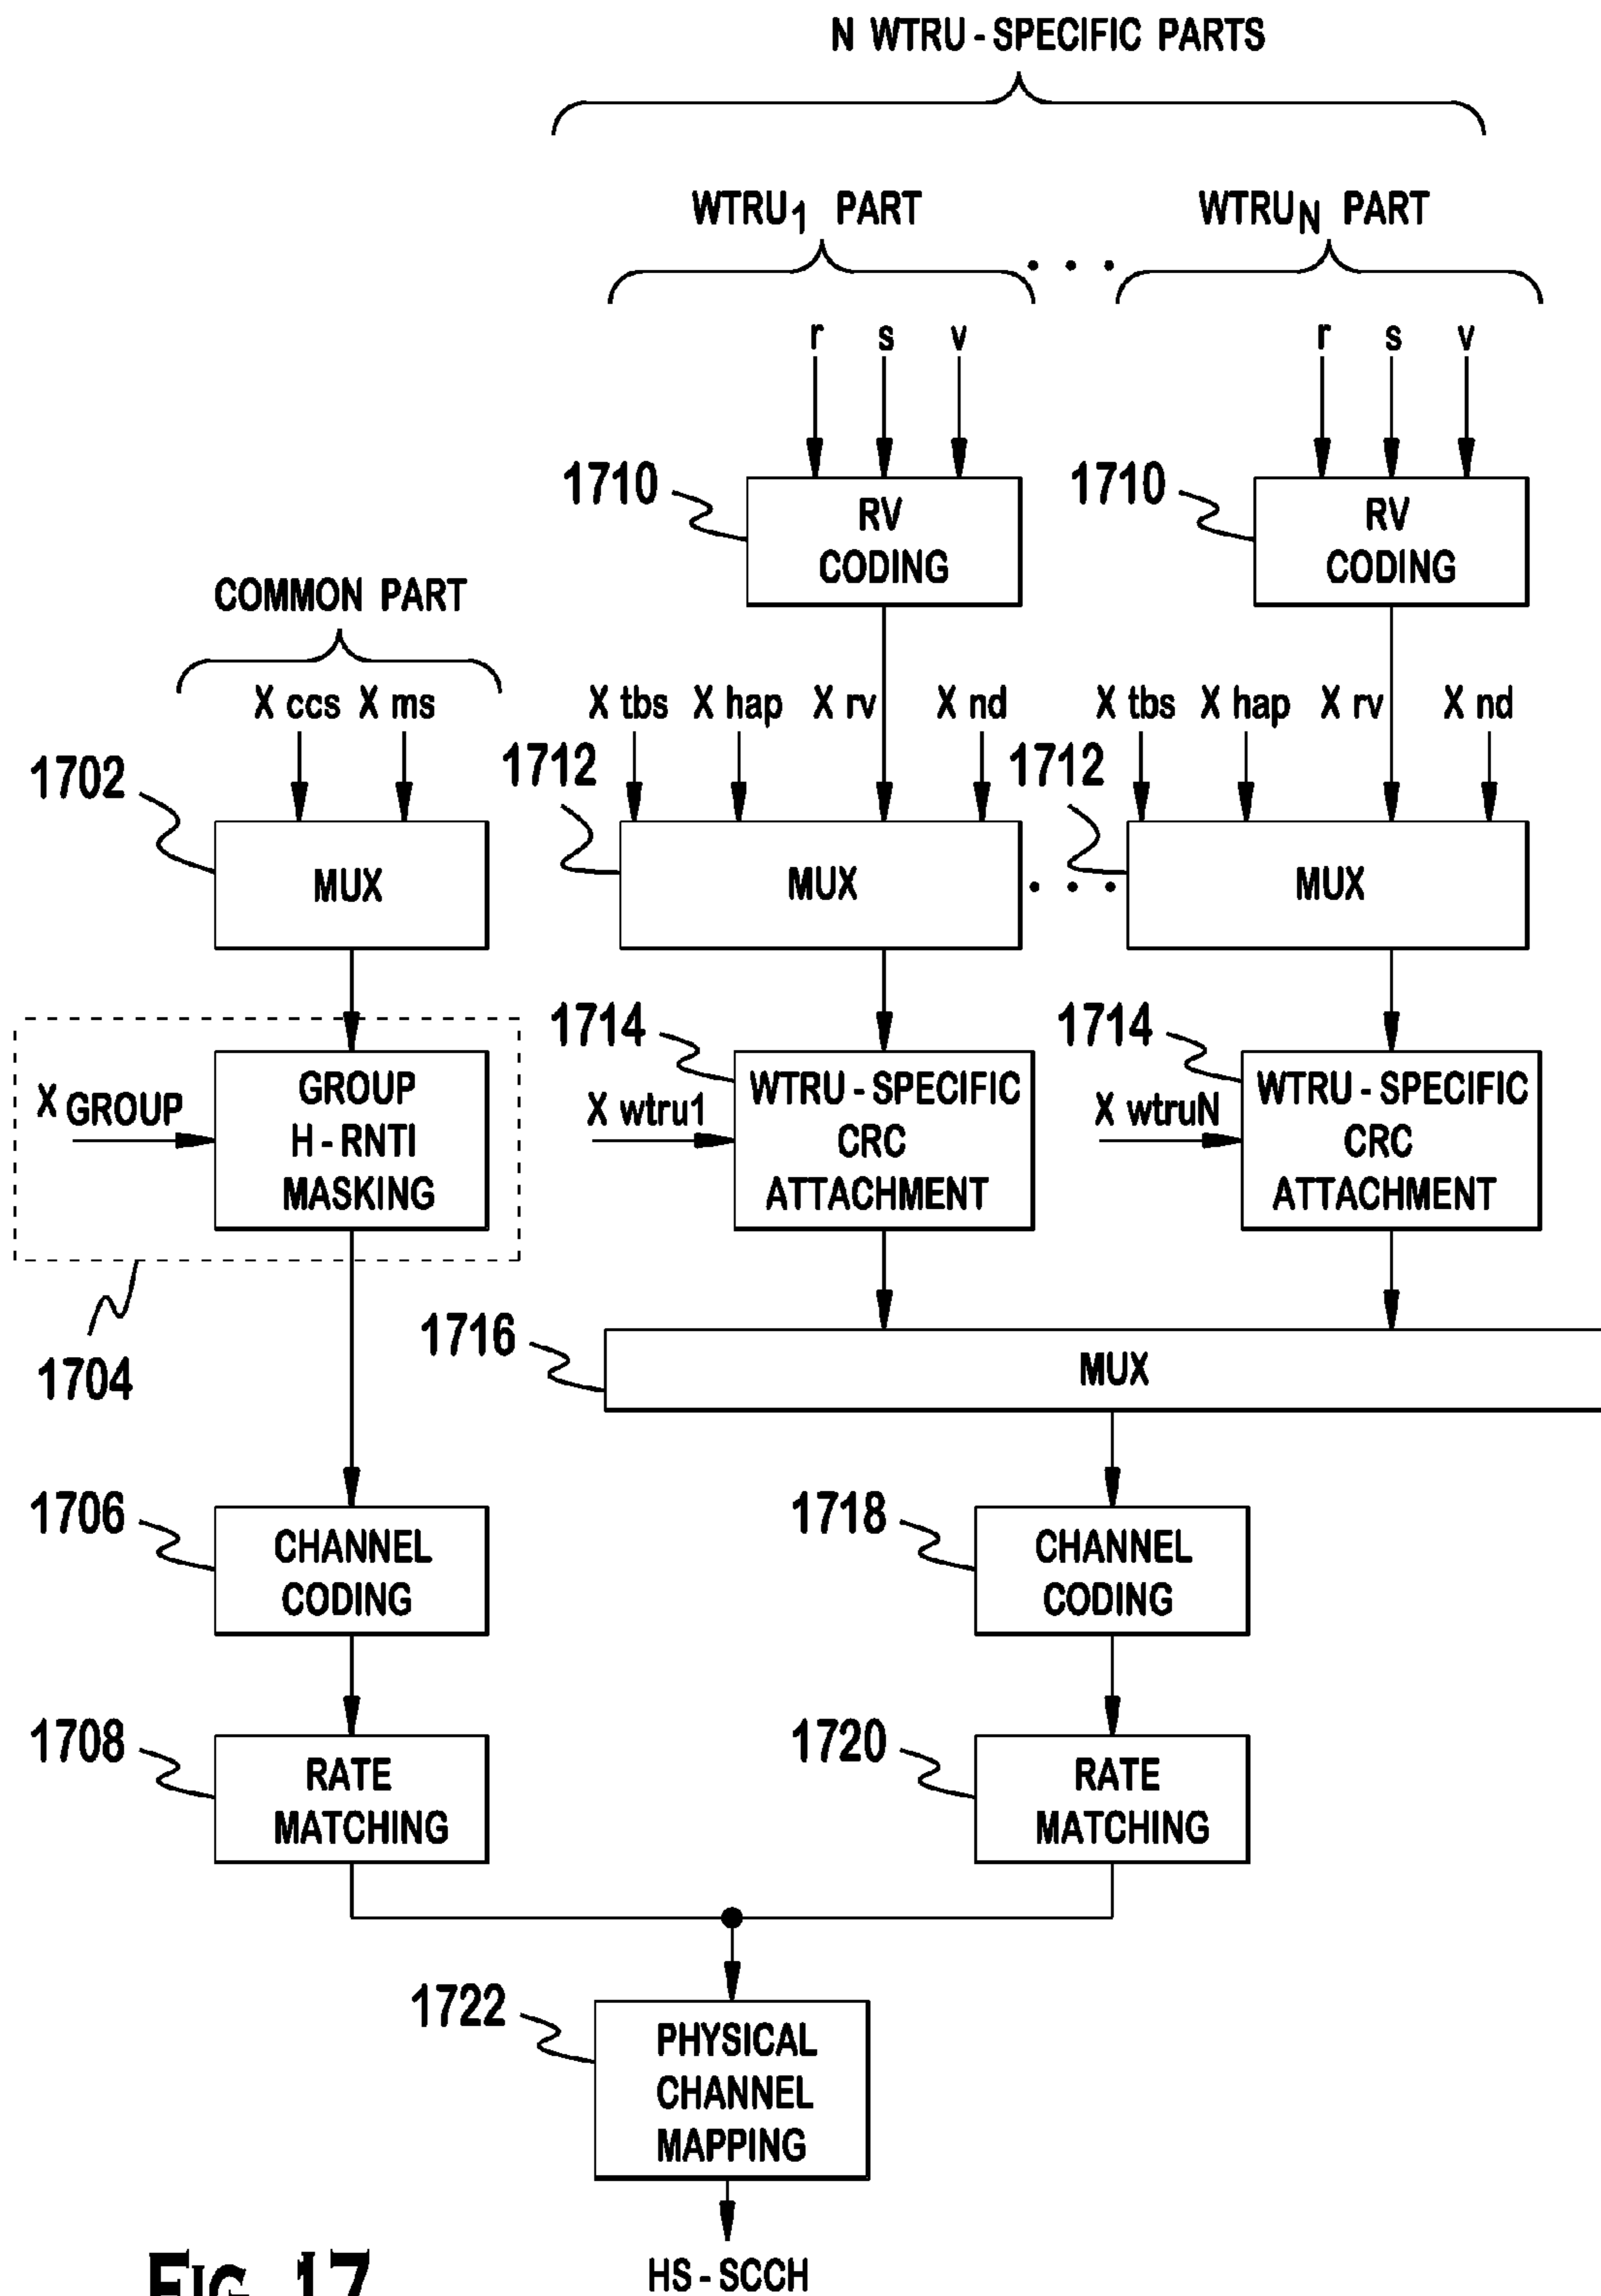 N WTRU-SPECIFIC PARTS
WTRU1 PART
WTRUN PART
r s v
r s v
1710
RV
CODING
1710
RV
CODING
COMMON PART
X ccs X ms
X tbs X hap X rv X nd
X tbs X hap X rv X nd
1702
MUX
1712
MUX
1712
MUX
X GROUP
GROUP
H-RNTI
MASKING
1704
1714
X wtru1
WTRU-SPECIFIC
CRC
ATTACHMENT
1714
X wtruN
WTRU-SPECIFIC
CRC
ATTACHMENT
1716
MUX
1706
CHANNEL
CODING
1718
CHANNEL
CODING
1708
RATE
MATCHING
1720
RATE
MATCHING
1722
PHYSICAL
CHANNEL
MAPPING
HS-SCCH
FIG. 17